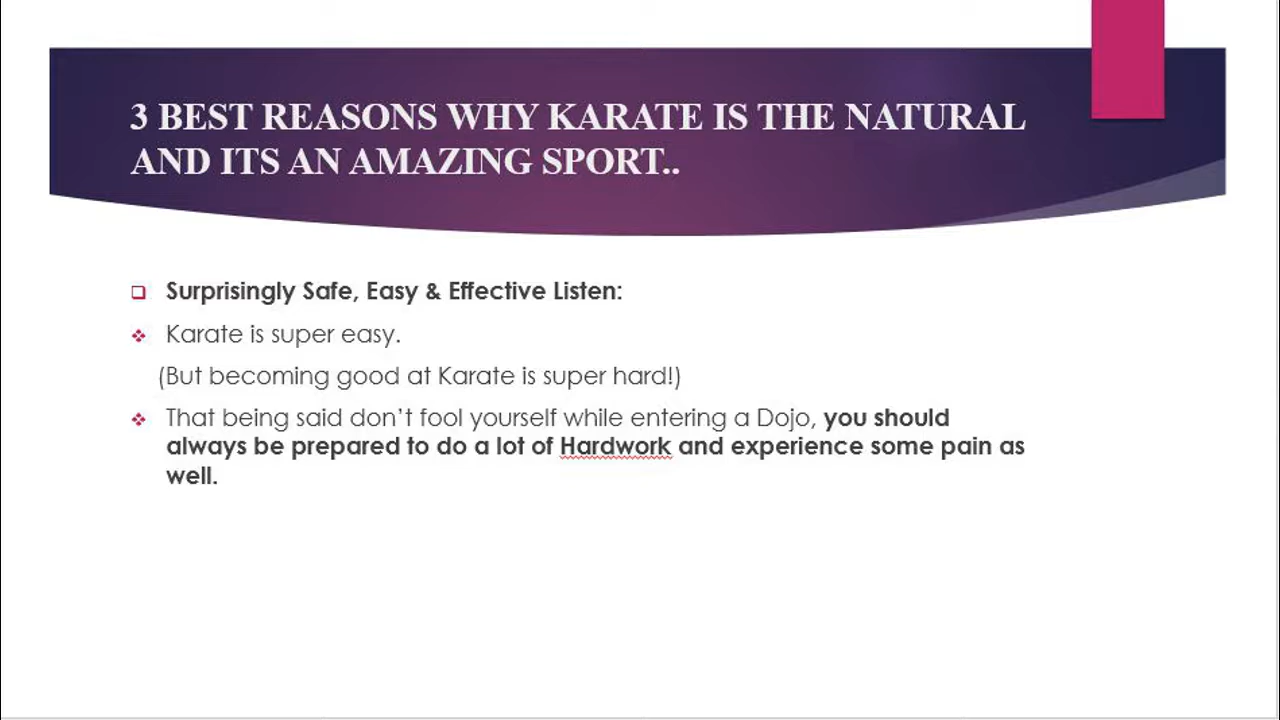 3 BEST REASONS WHY KARATE IS THE NATURAL
AND ITS AN AMAZING SPORT..
Surprisingly Safe, Easy & Effective Listen:
Karate is super easy.
(But becoming good at Karate is super hard!)
That being said don’t fool yourself while entering a Dojo, you should
always be prepared to do a lot of Hardwork and experience some pain as
well.